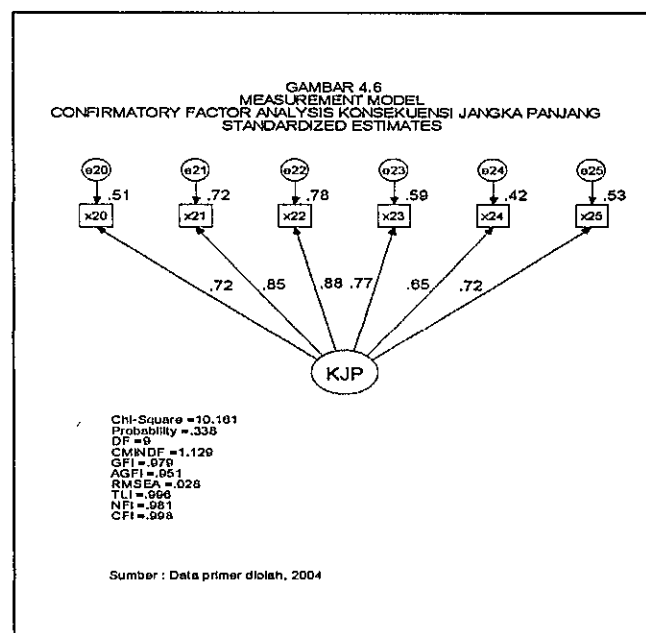 GAMBAR 4.6
MEASUREMENT MODEL
CONFIRMATORY FACTOR ANALYSIS KONSEKUENSI JANGKA PANJANG
STANDARDIZED ESTIMATES
e20 e21 e22 e23 e24 e25
.51 .72 .78 .59 .42 .53
x20 x21 x22 x23 x24 x25
.72 .85 .88 .77 .65 .72
KJP
Chi-Square =10.161
Probability =.338
DF =9
CMINDF =1.129
GFI =.979
AGFI =.951
RMSEA =.028
TLI =.996
NFI =.981
CFI =.998
Sumber : Data primer diolah, 2004